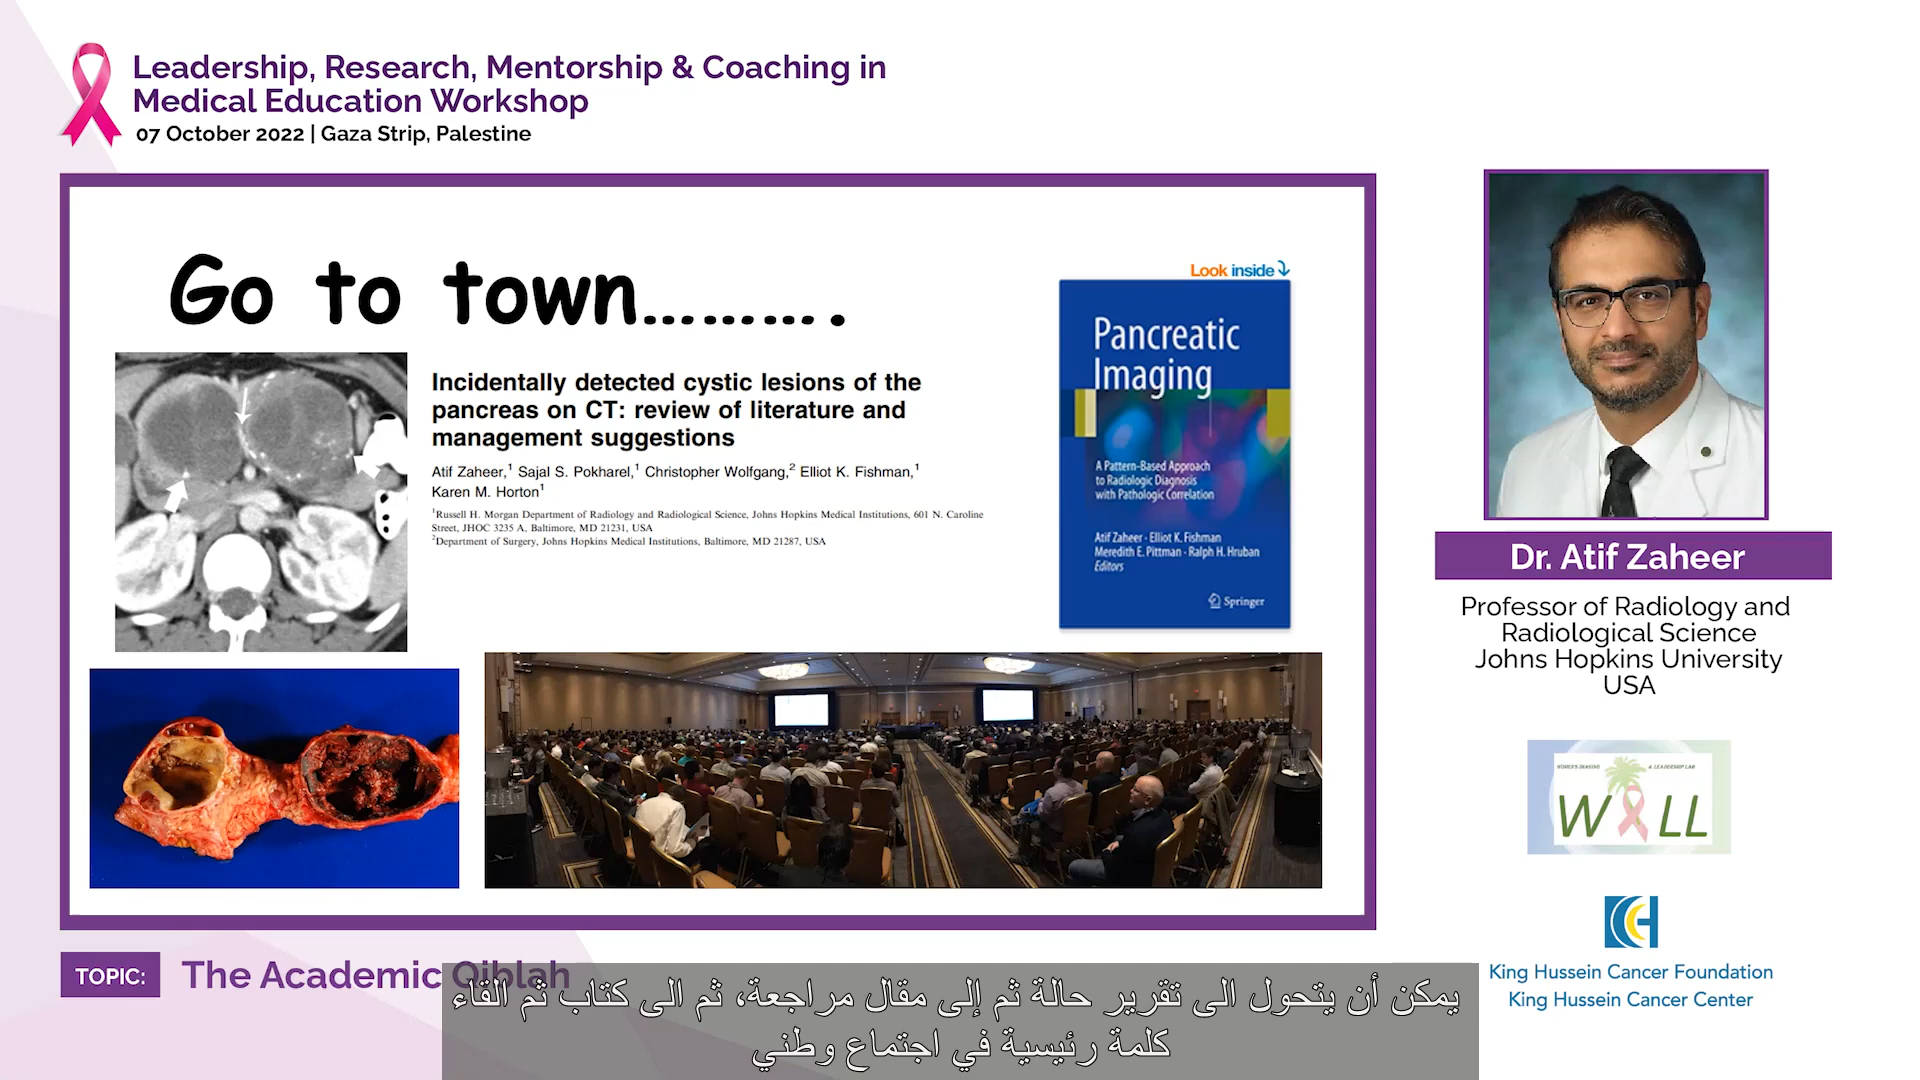 Leadership, Research, Mentorship & Coaching in
Medical Education Workshop
07 October 2022 | Gaza Strip, Palestine
Go to town……….
Incidentally detected cystic lesions of the
pancreas on CT: review of literature and
management suggestions
Atif Zaheer,¹ Sajal S. Pokharel,¹ Christopher Wolfgang,² Elliot K. Fishman,¹
Karen M. Horton¹
¹Russell H. Morgan Department of Radiology and Radiological Science, Johns Hopkins Medical Institutions, 601 N. Caroline
Street, JHOC 3235 A, Baltimore, MD 21231, USA
²Department of Surgery, Johns Hopkins Medical Institutions, Baltimore, MD 21287, USA
Look inside
Pancreatic
Imaging
A Pattern-Based Approach
to Radiologic Diagnosis
with Pathologic Correlation
Atif Zaheer · Elliot K. Fishman
Meredith E. Pittman · Ralph H. Hruban
Editors
Springer
Dr. Atif Zaheer
Professor of Radiology and
Radiological Science
Johns Hopkins University
USA
WOMEN'S IMAGING & LEADERSHIP LAB
WILL
King Hussein Cancer Foundation
King Hussein Cancer Center
TOPIC: The Academic Qiblah
يمكن أن يتحول الى تقرير حالة ثم إلى مقال مراجعة، ثم الى كتاب ثم القاء
كلمة رئيسية في اجتماع وطني